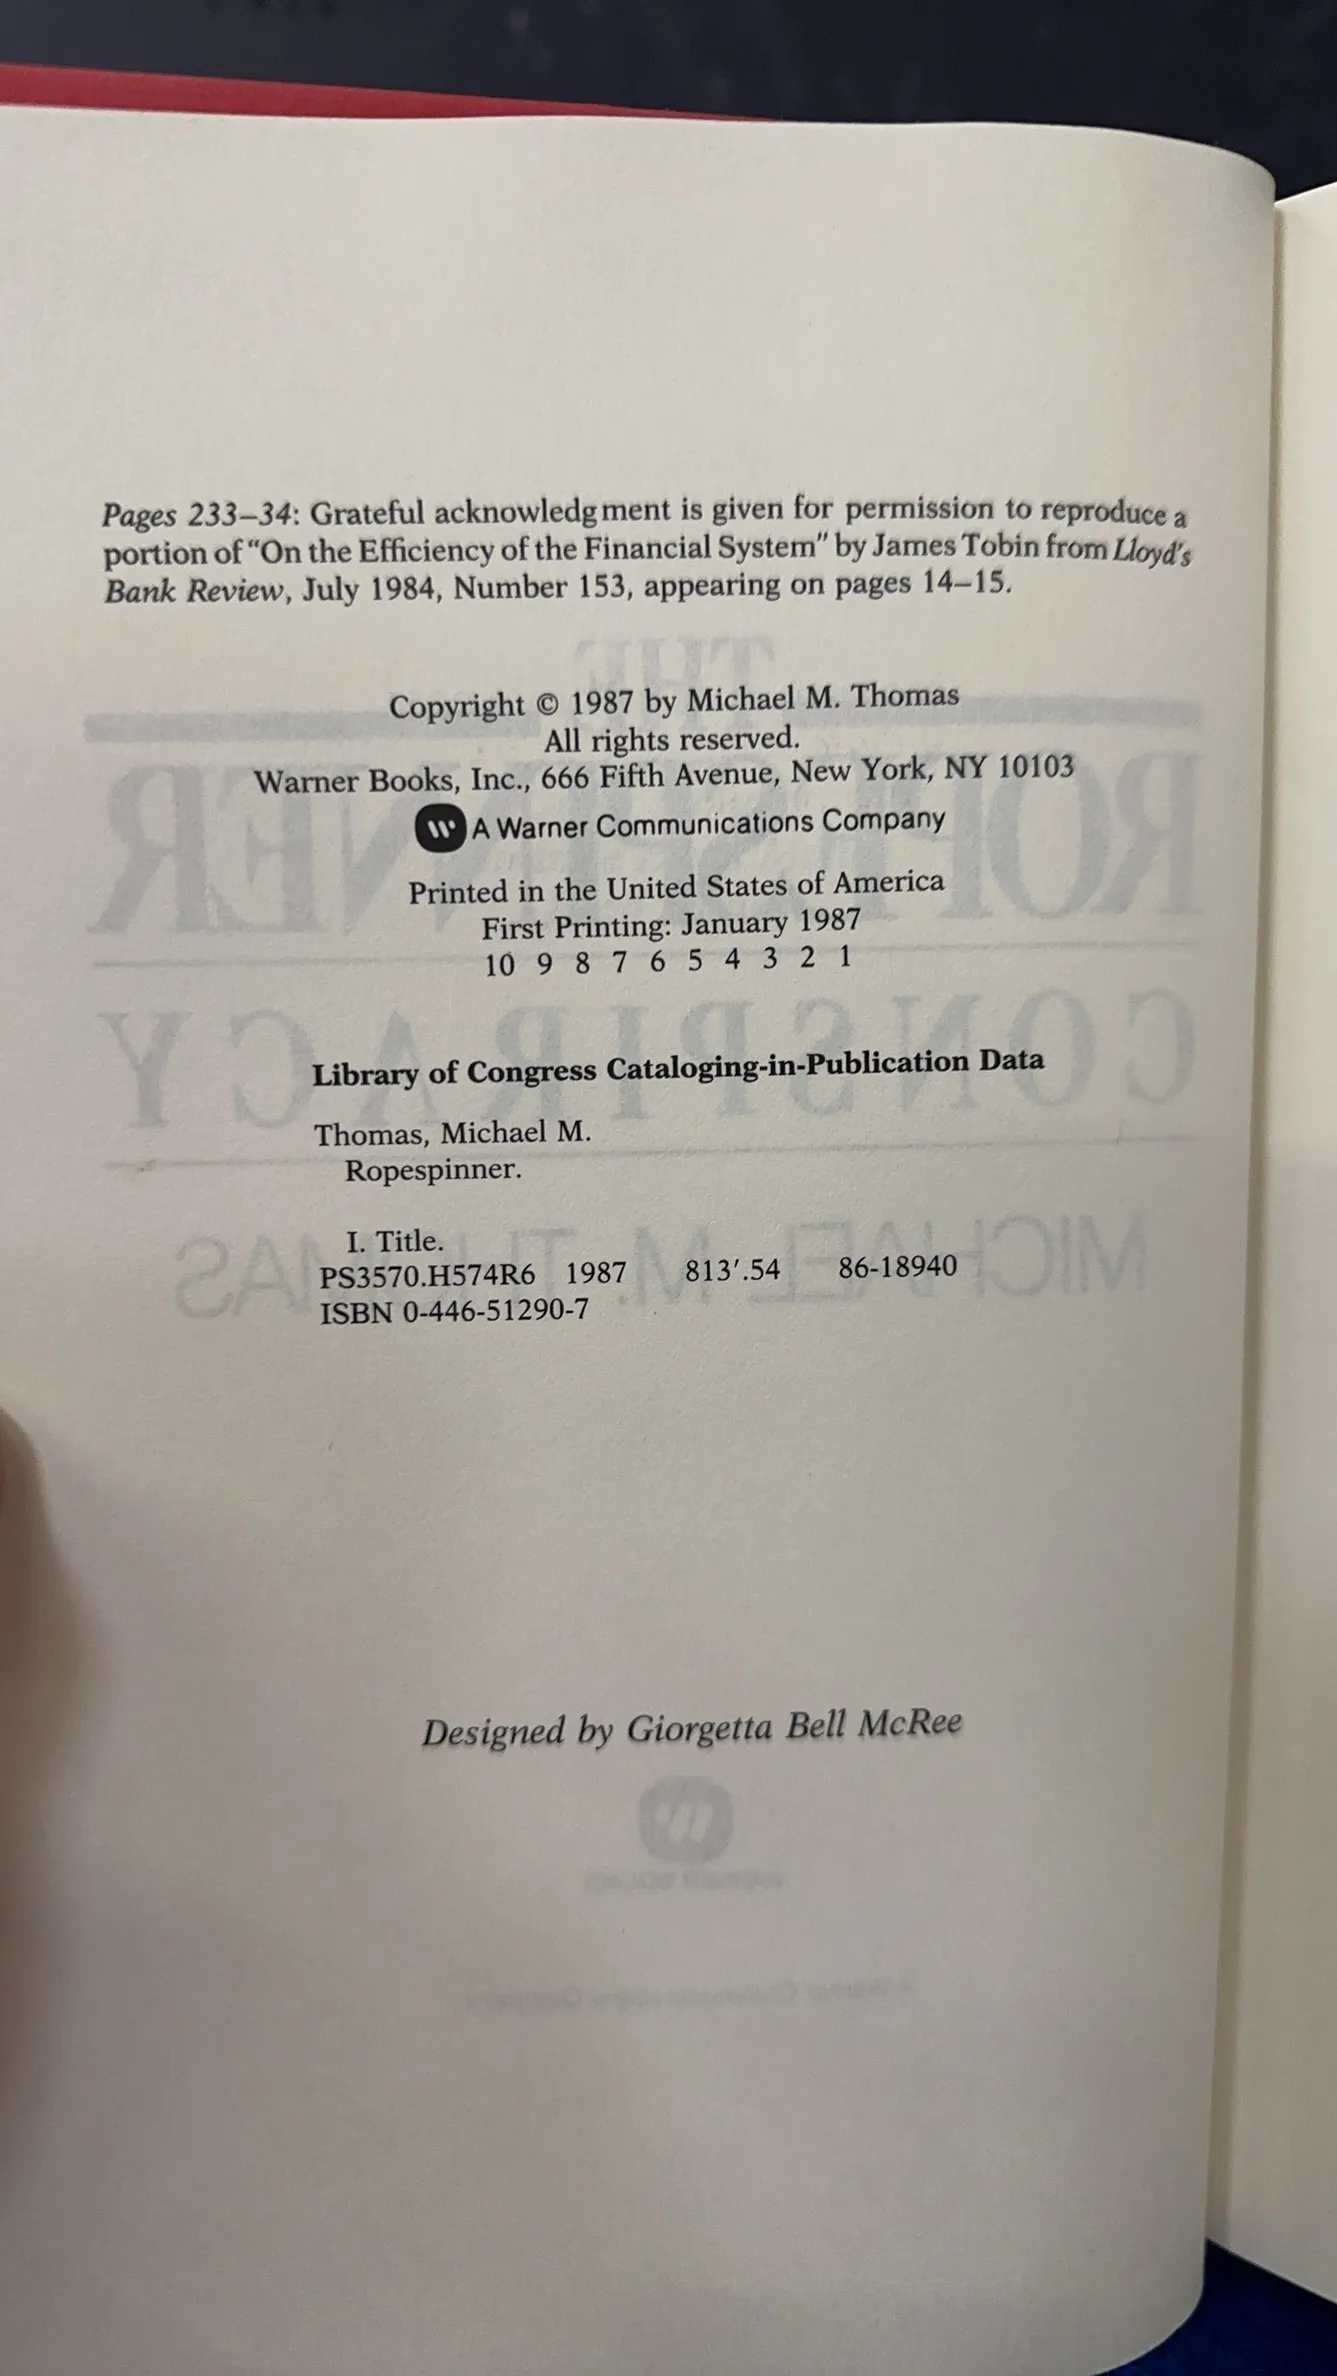 Pages 233–34: Grateful acknowledgment is given for permission to reproduce a
portion of "On the Efficiency of the Financial System" by James Tobin from Lloyd's
Bank Review, July 1984, Number 153, appearing on pages 14–15.
Copyright © 1987 by Michael M. Thomas
All rights reserved.
Warner Books, Inc., 666 Fifth Avenue, New York, NY 10103
W A Warner Communications Company
Printed in the United States of America
First Printing: January 1987
10 9 8 7 6 5 4 3 2 1
Library of Congress Cataloging-in-Publication Data
Thomas, Michael M.
Ropespinner.
I. Title.
PS3570.H574R6 1987 813'.54 86-18940
ISBN 0-446-51290-7
Designed by Giorgetta Bell McRee
THE
ROPESPINNER
CONSPIRACY
MICHAEL M. THOMAS